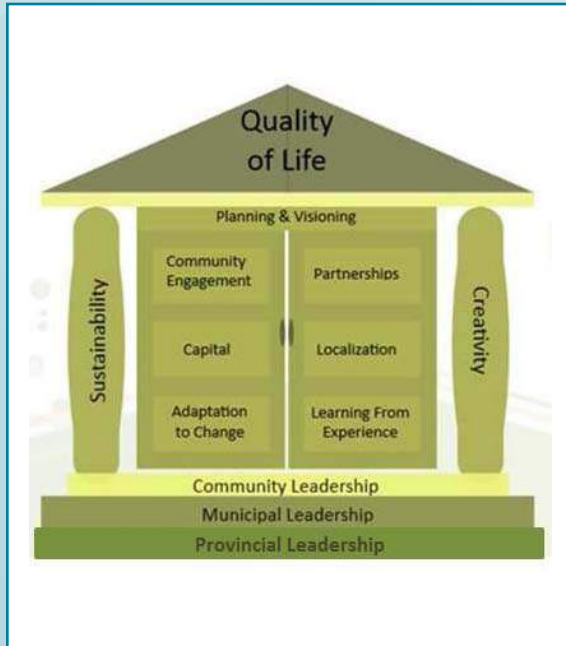 Quality
of Life
Planning & Visioning
Sustainability
Community
Engagement
Partnerships
Capital
Localization
Adaptation
to Change
Learning From
Experience
Creativity
Community Leadership
Municipal Leadership
Provincial Leadership